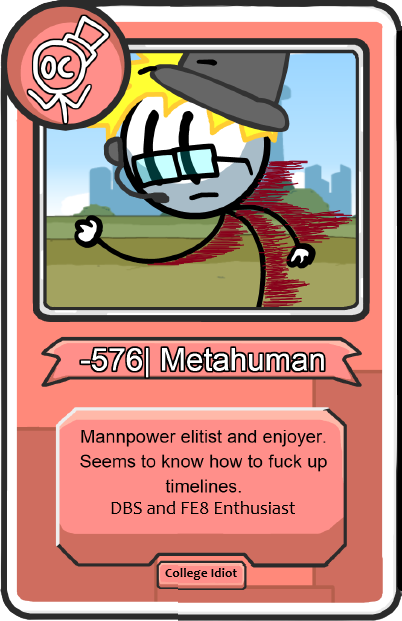 OC
-576| Metahuman
Mannpower elitist and enjoyer.
Seems to know how to fuck up
timelines.
DBS and FE8 Enthusiast
College Idiot